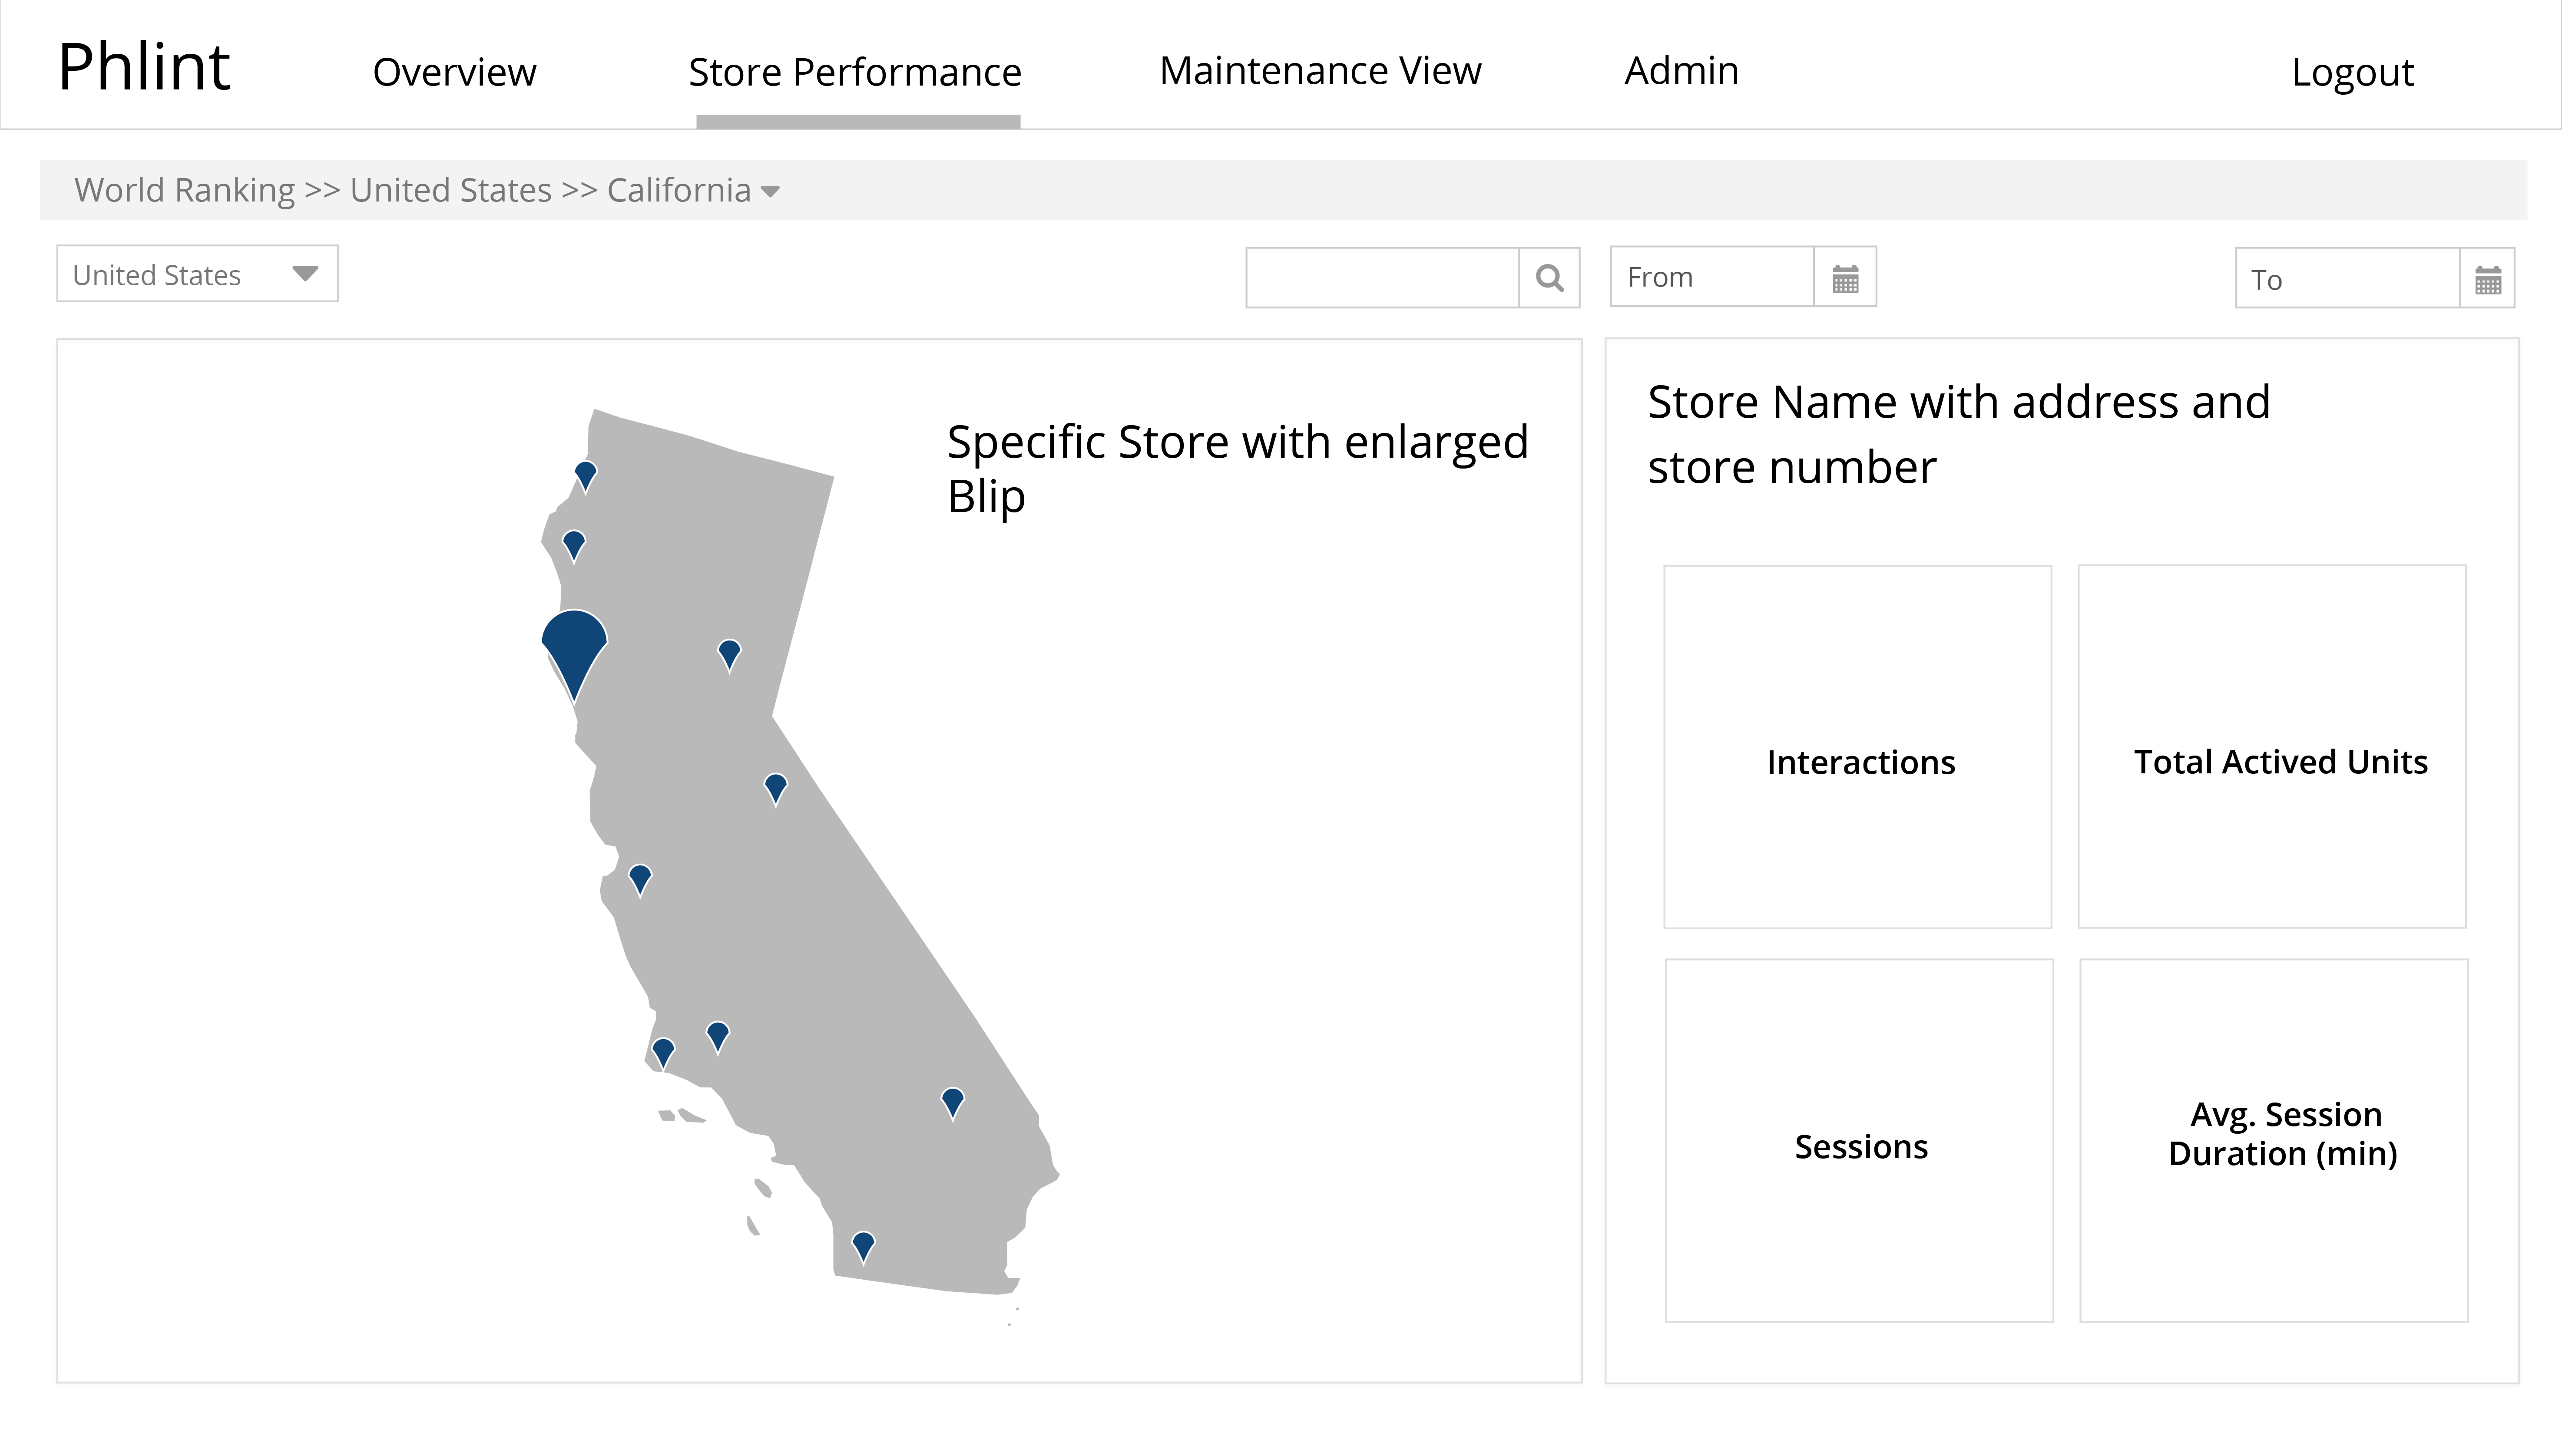 Phlint
Overview
Store Performance
Maintenance View
Admin
Logout
World Ranking >> United States >> California
United States
From
To
Specific Store with enlarged
Blip
Store Name with address and
store number
Interactions
Total Actived Units
Sessions
Avg. Session
Duration (min)